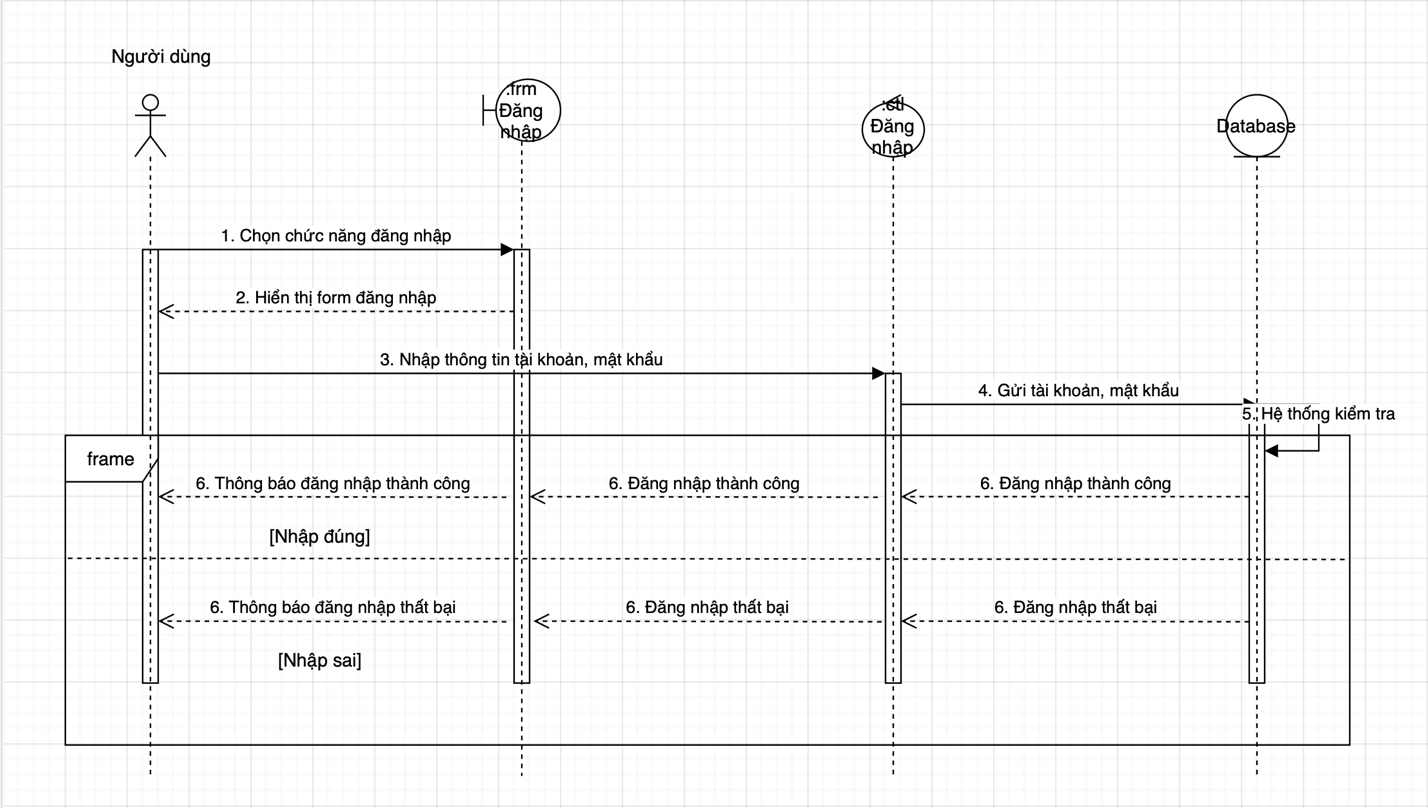 Người dùng
:frm
Đăng
nhập
:ctl
Đăng
nhập
Database
1. Chọn chức năng đăng nhập
2. Hiển thị form đăng nhập
3. Nhập thông tin tài khoản, mật khẩu
4. Gửi tài khoản, mật khẩu
5. Hệ thống kiểm tra
frame
6. Thông báo đăng nhập thành công
6. Đăng nhập thành công
6. Đăng nhập thành công
[Nhập đúng]
6. Thông báo đăng nhập thất bại
6. Đăng nhập thất bại
6. Đăng nhập thất bại
[Nhập sai]